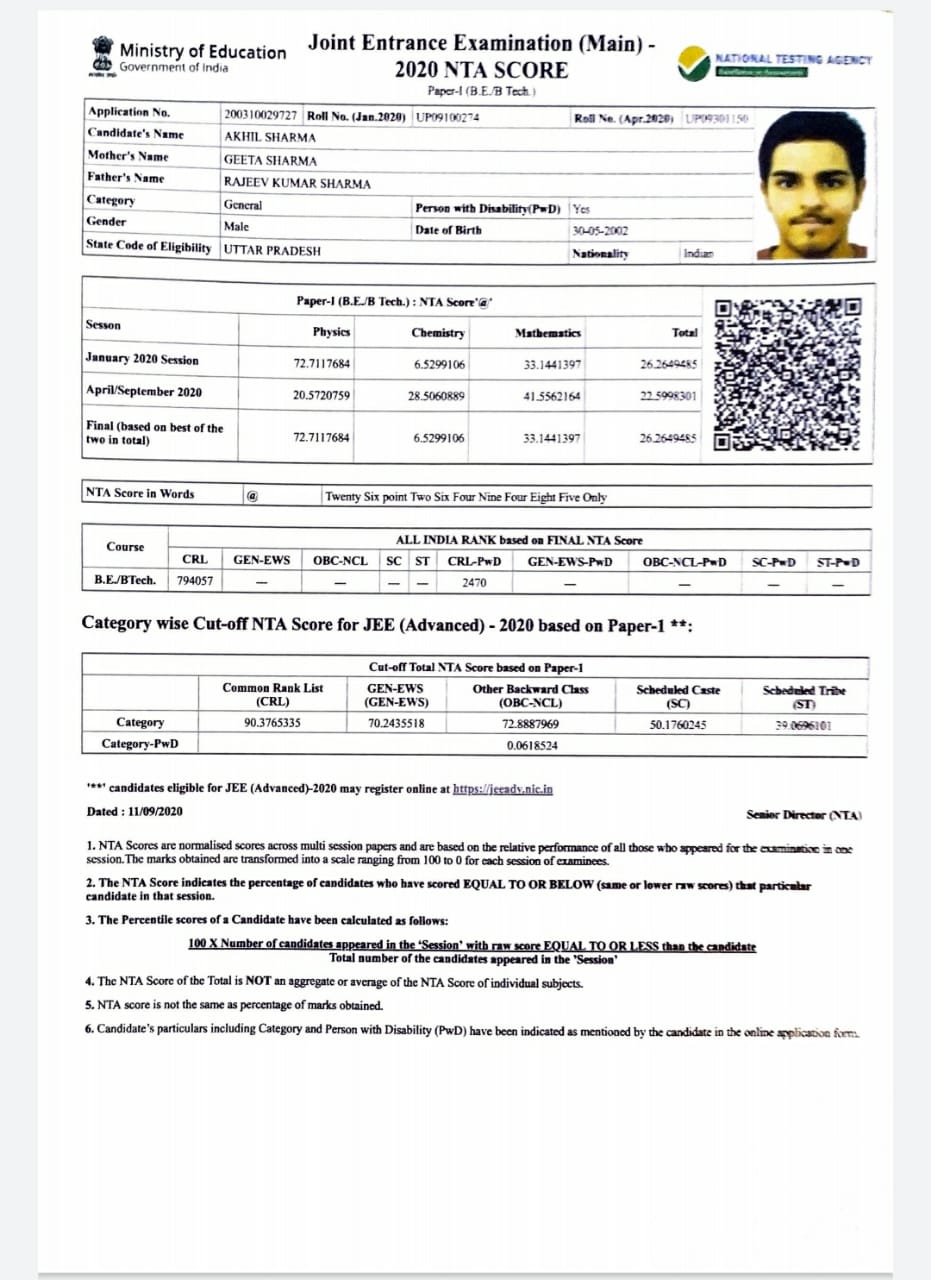 Ministry of Education
Government of India
Joint Entrance Examination (Main) -
2020 NTA SCORE
Paper-I (B.E./B Tech.)
NATIONAL TESTING AGENCY
Application No. 200310029727 Roll No. (Jan.2020) UP09100274 Roll No. (Apr.2020) UP09301150
Candidate's Name AKHIL SHARMA
Mother's Name GEETA SHARMA
Father's Name RAJEEV KUMAR SHARMA
Category General Person with Disability(PwD) Yes
Gender Male Date of Birth 30-05-2002
State Code of Eligibility UTTAR PRADESH Nationality Indian
Paper-I (B.E./B Tech.) : NTA Score'@'
Sesson Physics Chemistry Mathematics Total
January 2020 Session 72.7117684 6.5299106 33.1441397 26.2649485
April/September 2020 20.5720759 28.5060889 41.5562164 22.5998301
Final (based on best of the
two in total) 72.7117684 6.5299106 33.1441397 26.2649485
NTA Score in Words @ Twenty Six point Two Six Four Nine Four Eight Five Only
Course ALL INDIA RANK based on FINAL NTA Score
CRL GEN-EWS OBC-NCL SC ST CRL-PwD GEN-EWS-PwD OBC-NCL-PwD SC-PwD ST-PwD
B.E./BTech. 794057 — — — — 2470 — — — —
Category wise Cut-off NTA Score for JEE (Advanced) - 2020 based on Paper-1 **:
Cut-off Total NTA Score based on Paper-1
Common Rank List GEN-EWS Other Backward Class Scheduled Caste Scheduled Tribe
(CRL) (GEN-EWS) (OBC-NCL) (SC) (ST)
Category 90.3765335 70.2435518 72.8887969 50.1760245 39.0696101
Category-PwD 0.0618524
'**' candidates eligible for JEE (Advanced)-2020 may register online at https://jeeadv.nic.in
Dated : 11/09/2020 Senior Director (NTA)
1. NTA Scores are normalised scores across multi session papers and are based on the relative performance of all those who appeared for the examination in one
session.The marks obtained are transformed into a scale ranging from 100 to 0 for each session of examinees.
2. The NTA Score indicates the percentage of candidates who have scored EQUAL TO OR BELOW (same or lower raw scores) that particular
candidate in that session.
3. The Percentile scores of a Candidate have been calculated as follows:
100 X Number of candidates appeared in the 'Session' with raw score EQUAL TO OR LESS than the candidate
Total number of the candidates appeared in the 'Session'
4. The NTA Score of the Total is NOT an aggregate or average of the NTA Score of individual subjects.
5. NTA score is not the same as percentage of marks obtained.
6. Candidate's particulars including Category and Person with Disability (PwD) have been indicated as mentioned by the candidate in the online application form.